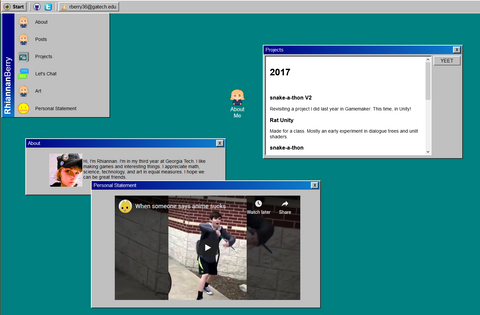 Start
rberry36@gatech.edu
About
Posts
Projects
Let's Chat
Art
Personal Statement
RhiannanBerry
About
Me
Projects X
2017
snake-a-thon V2
Revisiting a project I did last year in Gamemaker. This time, in Unity!
Rat Unity
Made for a class. Mostly an early experiment in dialogue trees and unlit
shaders.
snake-a-thon
YEET
About X
Hi. I'm Rhiannan. I'm in my third year at Georgia Tech. I like
making games and interesting things. I appreciate math,
science, technology, and art in equal measures. I hope we
can be great friends.
Personal Statement X
When someone says anime sucks
Watch later Share